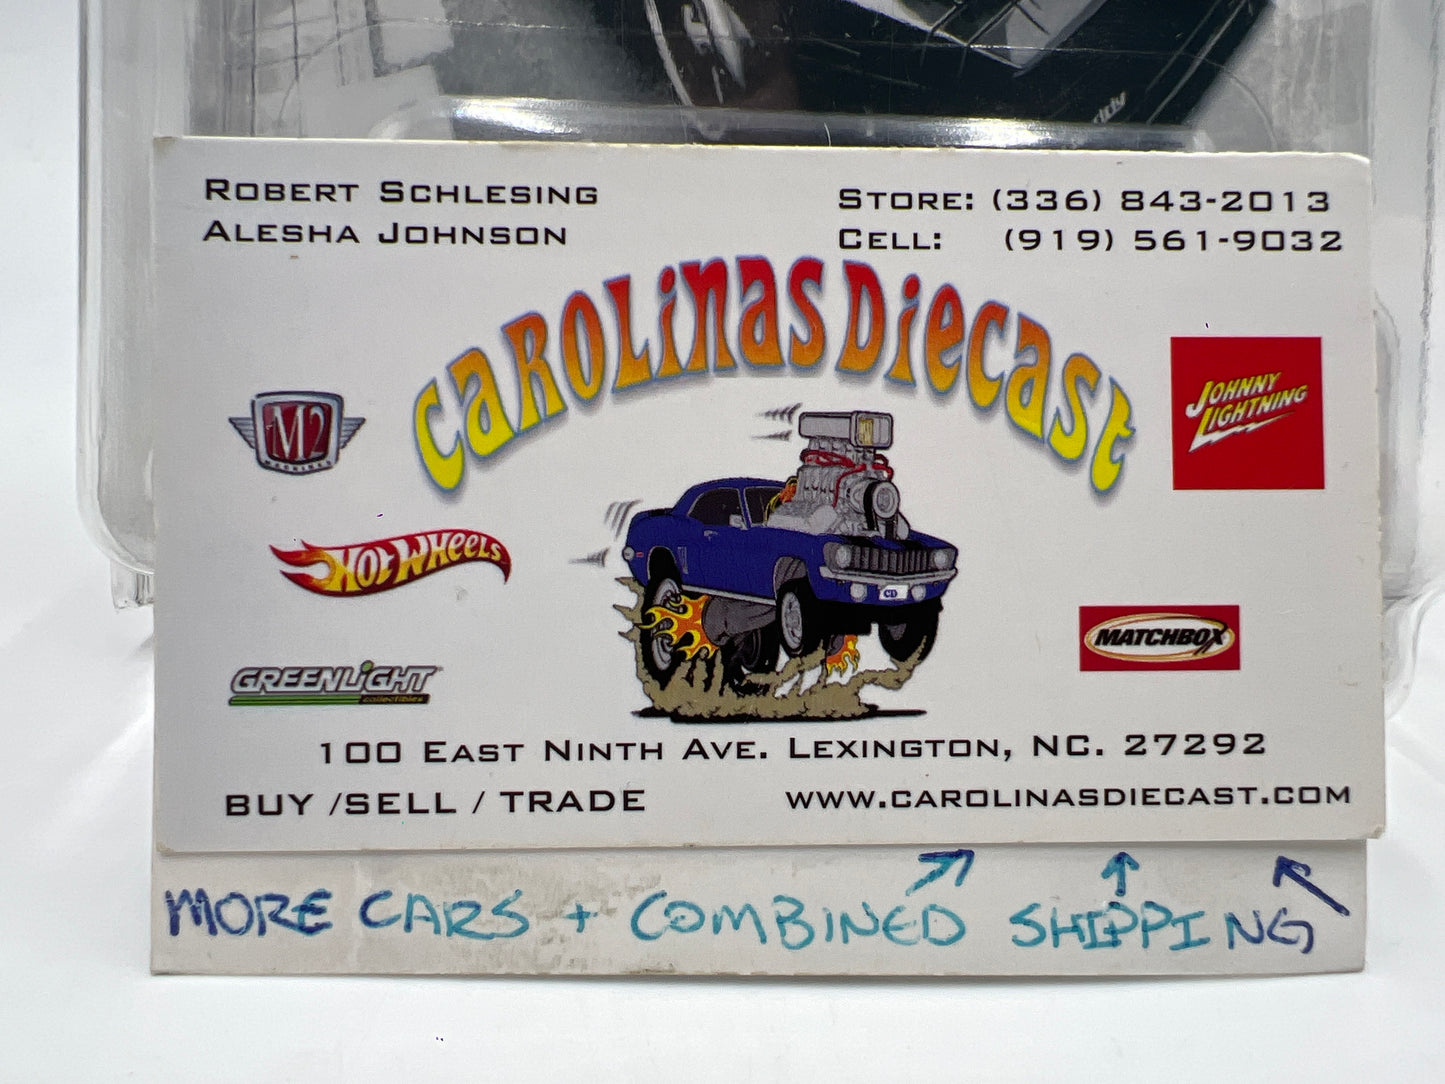 ROBERT SCHLESING
ALESHA JOHNSON
STORE: (336) 843-2013
CELL: (919) 561-9032
CAROLINAS DIECAST
M2
MACHINES
JOHNNY
LIGHTNING
HOT WHEELS
CD
MATCHBOX
GREENLIGHT
collectibles
100 EAST NINTH AVE. LEXINGTON, NC. 27292
BUY /SELL / TRADE
WWW.CAROLINASDIECAST.COM
MORE CARS + COMBINED SHIPPING